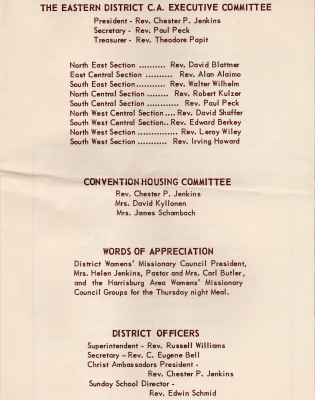 THE EASTERN DISTRICT C.A. EXECUTIVE COMMITTEE
President - Rev. Chester P. Jenkins
Secretary - Rev. Paul Peck
Treasurer - Rev. Theodore Papit
North East Section .......... Rev. David Blattner
East Central Section .......... Rev. Alan Alaimo
South East Section........... Rev. Walter Wilhelm
North Central Section ........ Rev. Robert Kulzer
South Central Section ............ Rev. Paul Peck
North West Central Section .... Rev. David Shaffer
South West Central Section.. Rev. Edward Berkey
North West Section ............... Rev. Leroy Wiley
South West Section .......... Rev. Irving Howard
CONVENTION HOUSING COMMITTEE
Rev. Chester P. Jenkins
Mrs. David Kyllonen
Mrs. James Schambach
WORDS OF APPRECIATION
District Womens' Missionary Council President,
Mrs. Helen Jenkins, Pastor and Mrs. Carl Butler,
and the Harrisburg Area Womens' Missionary
Council Groups for the Thursday night Meal.
DISTRICT OFFICERS
Superintendent - Rev. Russell Williams
Secretary - Rev. C. Eugene Bell
Christ Ambassadors President -
Rev. Chester P. Jenkins
Sunday School Director -
Rev. Edwin Schmid